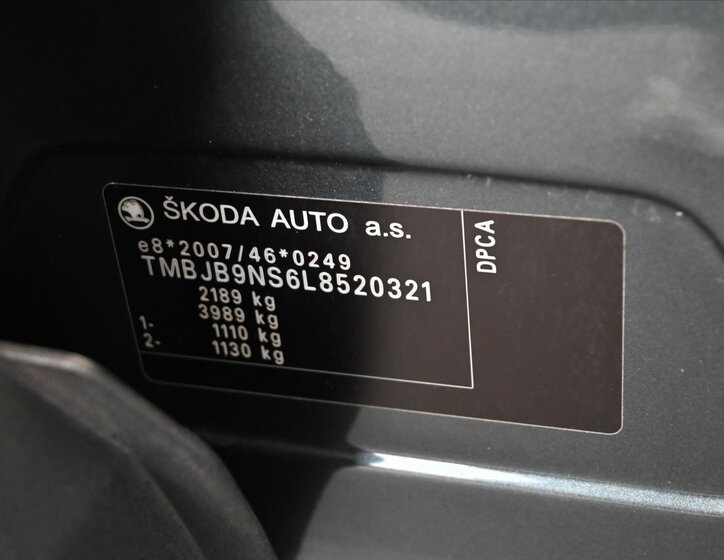 ŠKODA AUTO a.s.
e8*2007/46*0249
TMBJB9NS6L8520321
2189 kg
3989 kg
1- 1110 kg
2- 1130 kg
DPCA